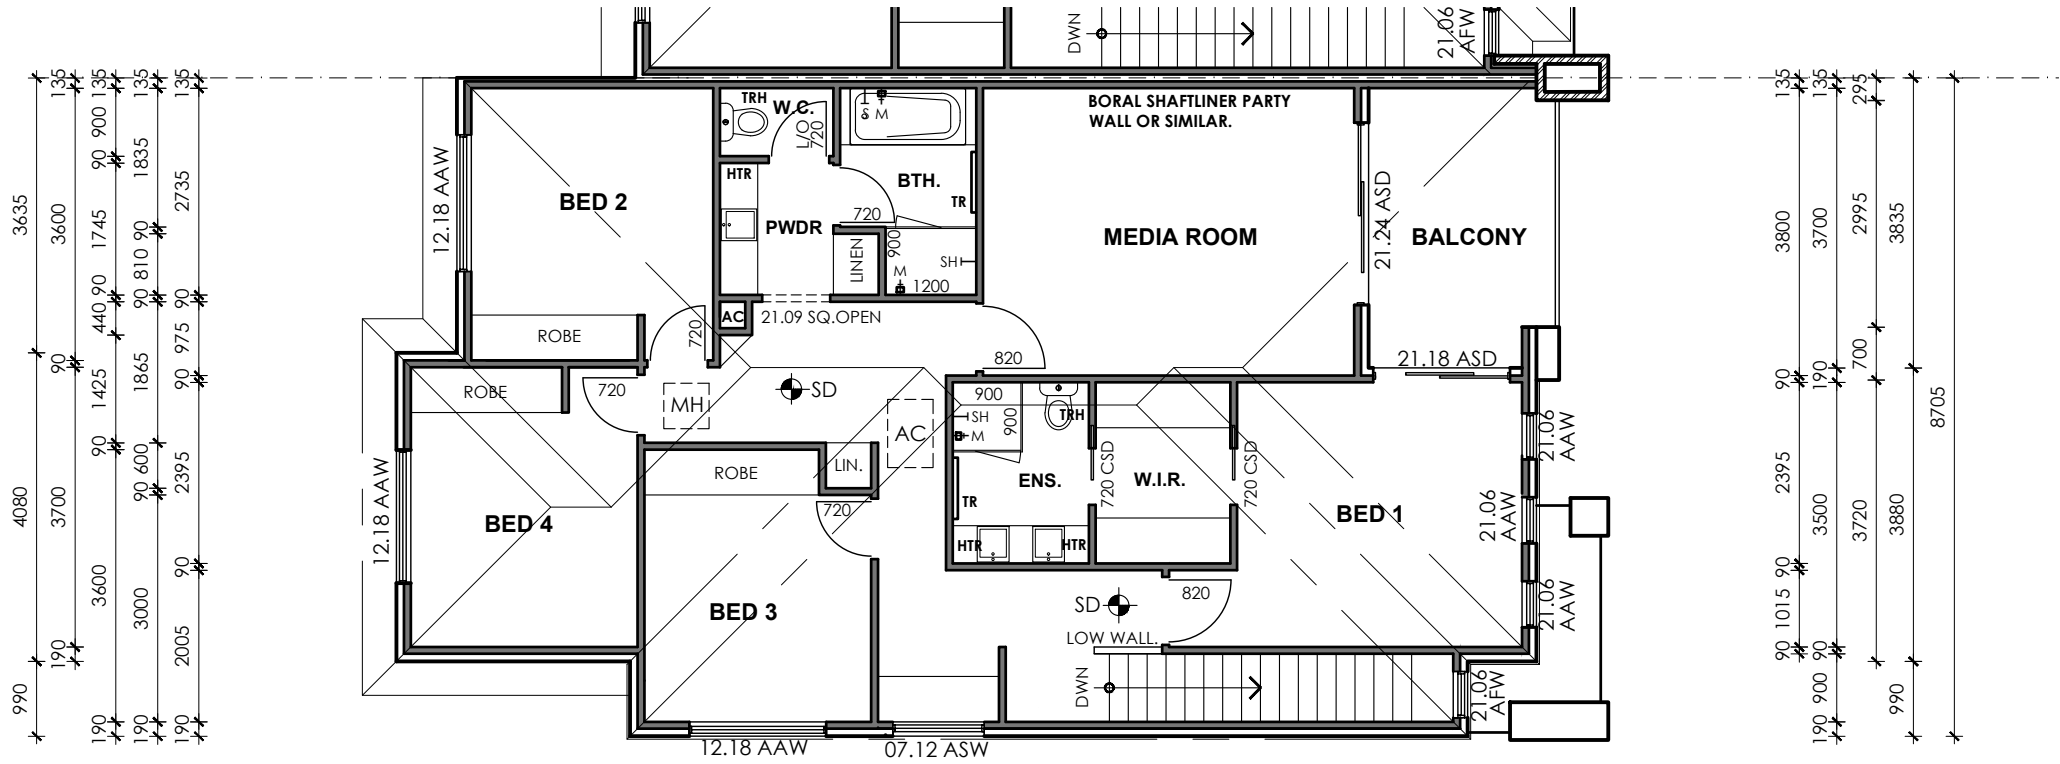 DWN
21.06
AFW
BORAL SHAFTLINER PARTY
WALL OR SIMILAR.
TRH
W.C.
L/O
720
S
M
12.18 AAW
BED 2
HTR
BTH.
TR
720
PWDR
LINEN
900
M
SH
1200
MEDIA ROOM
21.24 ASD
BALCONY
ROBE
720
AC
21.09 SQ.OPEN
820
21.18 ASD
ROBE
720
MH
SD
AC
900
900
SH
M
TRH
21.06
AAW
ROBE
LIN.
TR
ENS.
720 CSD
W.I.R.
720 CSD
BED 1
21.06
AAW
12.18 AAW
BED 4
720
HTR
HTR
BED 3
SD
820
21.06
AAW
LOW WALL.
DWN
21.06
AFW
12.18 AAW
07.12 ASW
3635
4080
990
135
3600
90
3700
190
135
900
90
1745
90
440
1425
90
3600
190
135
1835
90
810
90
1865
600
90
3000
190
135
2735
90
975
90
2395
90
2005
190
135
3800
90
2395
90
1015
90
135
3700
190
3500
90
900
190
295
2995
700
3720
3835
3880
990
8705